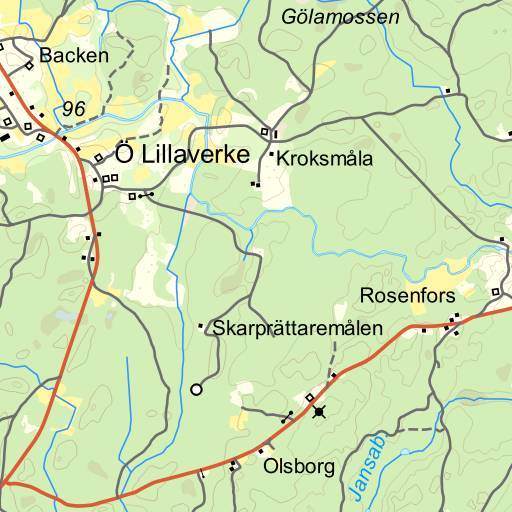 Gölamossen
Backen
96
Ö Lillaverke
Kroksmåla
Rosenfors
Skarprättaremålen
Olsborg
Jansab